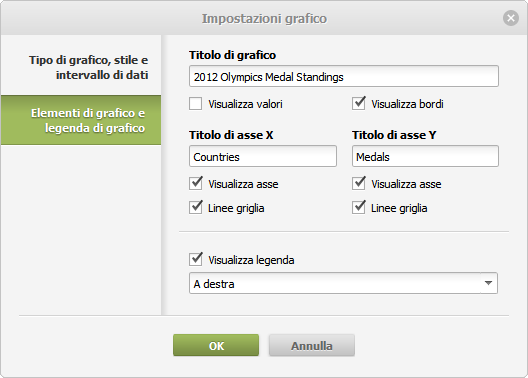 Impostazioni grafico
Tipo di grafico, stile e
intervallo di dati
Elementi di grafico e
legenda di grafico
Titolo di grafico
2012 Olympics Medal Standings
Visualizza valori
Visualizza bordi
Titolo di asse X
Titolo di asse Y
Countries
Medals
Visualizza asse
Visualizza asse
Linee griglia
Linee griglia
Visualizza legenda
A destra
OK
Annulla